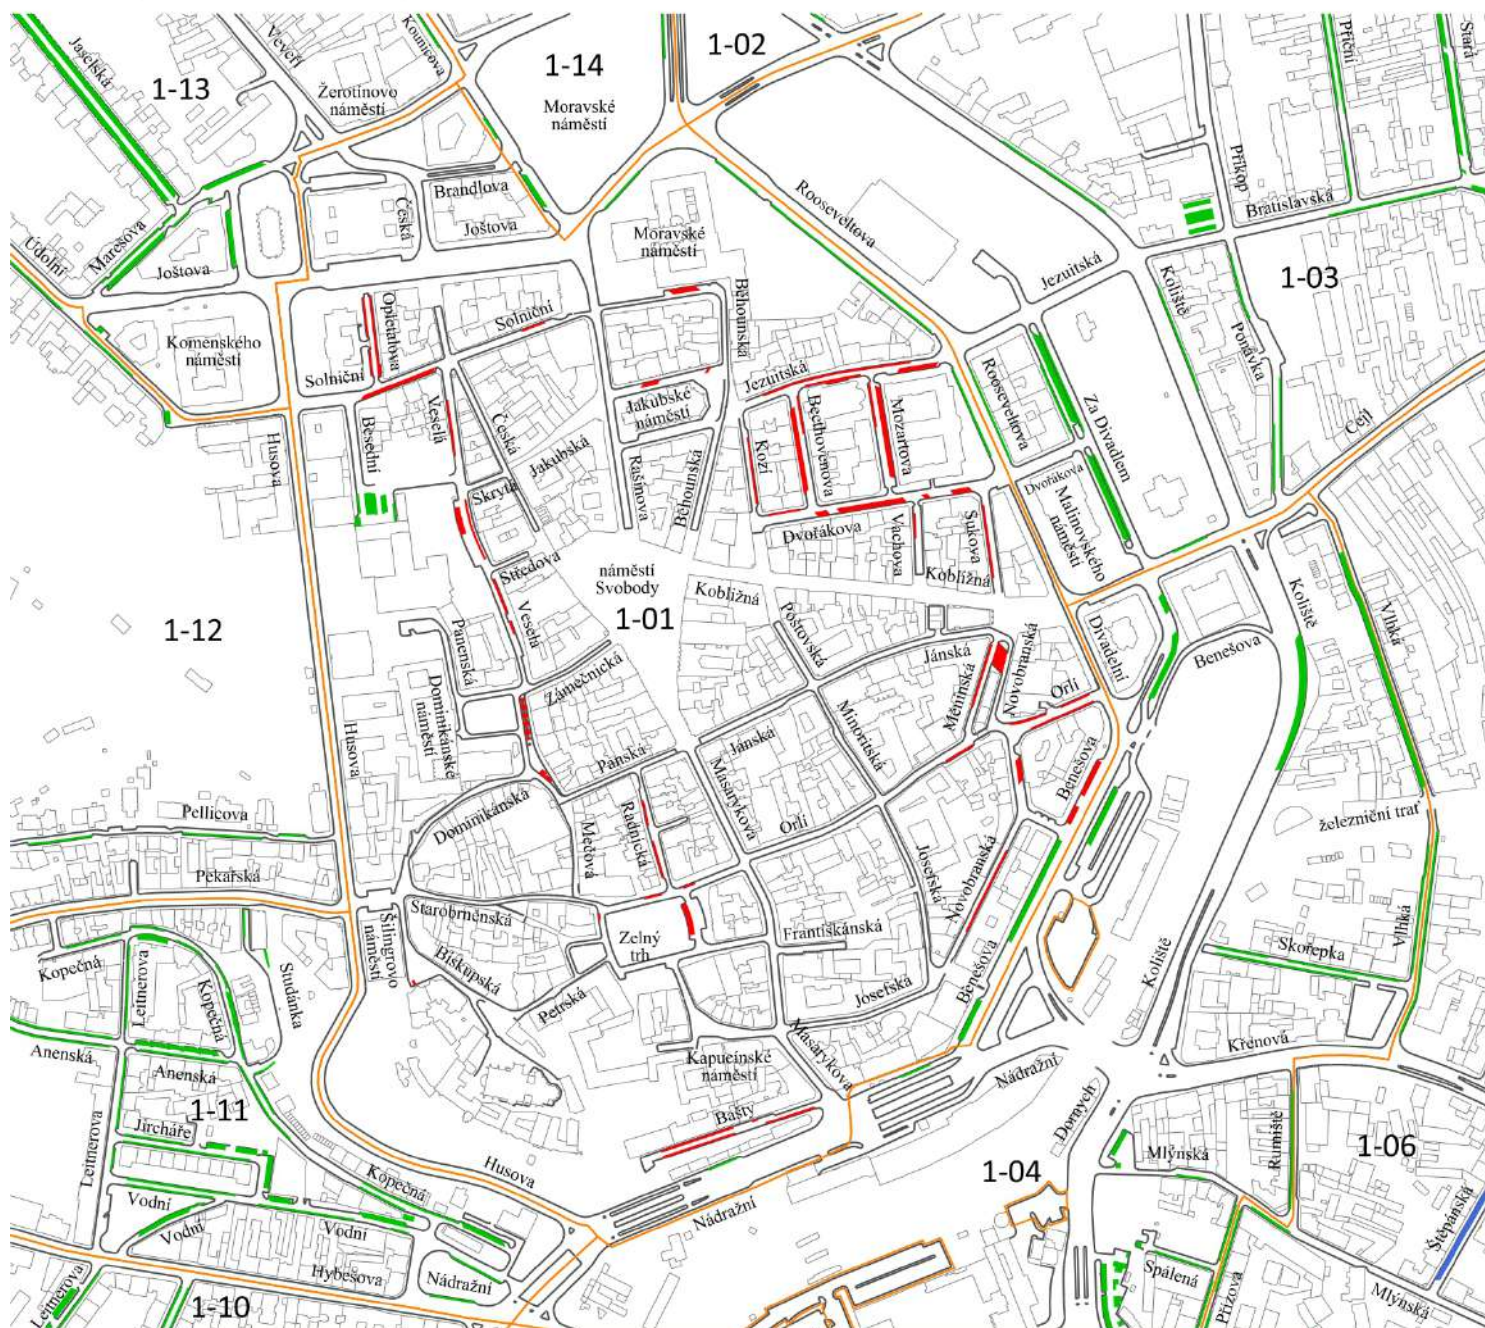 Jaselská
1-13
Veveří
Kounicova
1-14
1-02
Příční
Stará
Žerotínovo
náměstí
Moravské
náměstí
Příkop
Bratislavská
Brandlova
Česká
Joštova
Rooseveltova
Údolní
Marešova
Joštova
Moravské
náměstí
Jezuitská
Koliště
1-03
Běhounská
Opletalova
Solniční
Ponávka
Komenského
náměstí
Solniční
Jezuitská
Jakubské
náměstí
Rooseveltova
Za Divadlem
Cejl
Husova
Besední
Veselá
Česká
Jakubská
Kozí
Beethovenova
Mozartova
Rašínova
Běhounská
Skrytá
Dvořákova
Malinovského
náměstí
Dvořákova
Vachova
Sukova
Středova
Kobližná
náměstí
Svobody
1-01
Kobližná
Koliště
Vlhká
1-12
Veselá
Panenská
Poštovská
Divadelní
Benešova
Jánská
Novobranská
Měnínská
Orlí
Zámečnická
Dominikánské
náměstí
Husova
Minoritská
Jánská
Panská
Masarykova
Benešova
Pellicova
Dominikánská
Radnická
Orlí
železniční trať
Mečová
Josefská
Novobranská
Pekařská
Starobrněnská
Šilingrovo
náměstí
Zelný
trh
Františkánská
Vlhká
Skořepka
Kopečná
Leitnerova
Kopečná
Studánka
Biskupská
Petrská
Josefská
Benešova
Koliště
Anenská
Anenská
Kapucínské
náměstí
Masarykova
Nádražní
Křenová
1-11
Jircháře
Leitnerova
Bašty
Dornych
Mlýnská
Rumiště
1-06
Husova
Kopečná
1-04
Vodní
Vodní
Vodní
Nádražní
Štěpánská
Hybešova
Nádražní
Spálená
Leitnerova
1-10
Přízova
Mlýnská